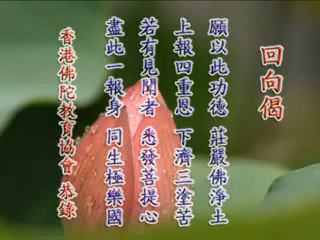 回向偈
願以此功德 莊嚴佛淨土
上報四重恩 下濟三塗苦
若有見聞者 悉發菩提心
盡此一報身 同生極樂國
香港佛陀教育協會 恭錄